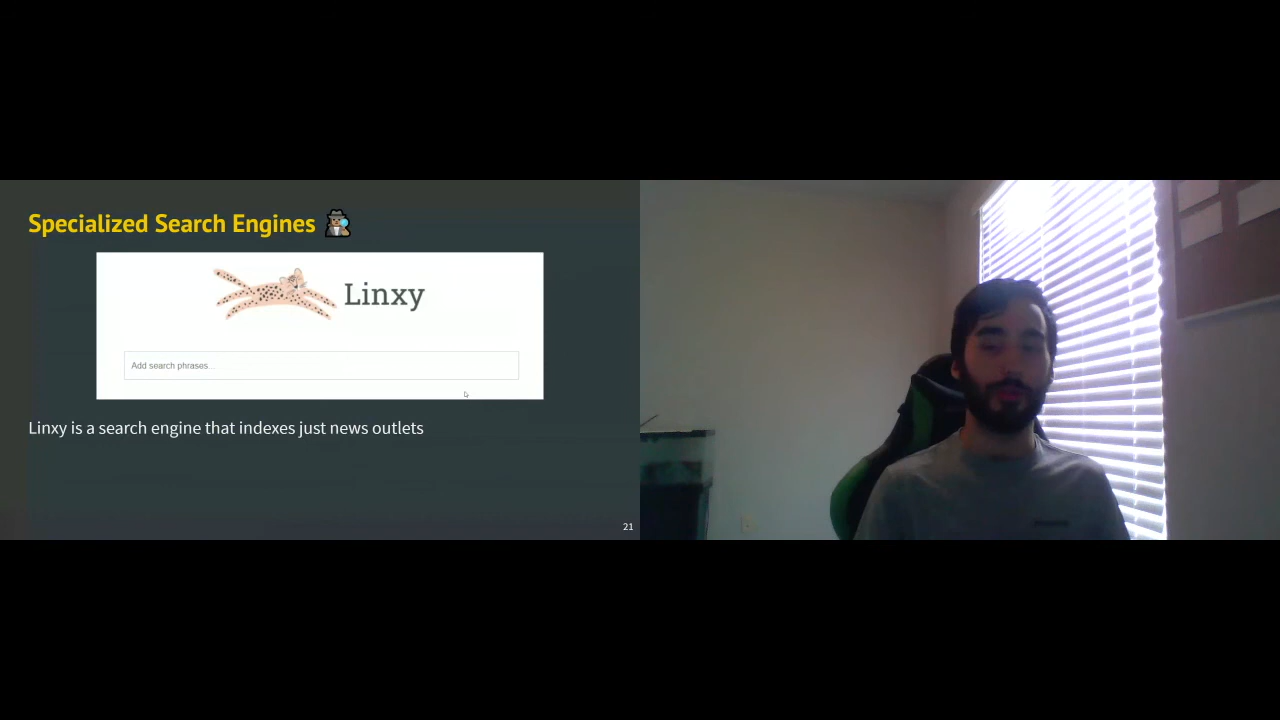 Specialized Search Engines
Linxy
Add search phrases...
Linxy is a search engine that indexes just news outlets
21